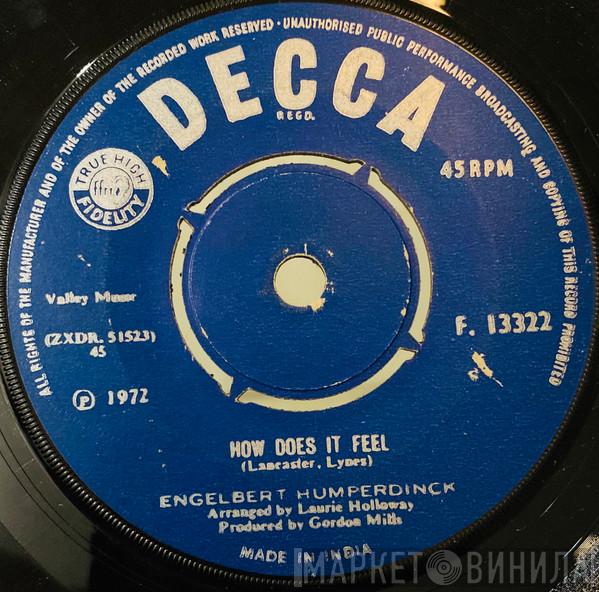 ALL RIGHTS OF THE MANUFACTURER AND OF THE OWNER OF THE RECORDED WORK RESERVED · UNAUTHORISED PUBLIC PERFORMANCE BROADCASTING AND COPYING OF THIS RECORD PROHIBITED
DECCA
REGD.
TRUE HIGH FIDELITY
45 RPM
Valley Music
(ZXDR. 51523)
45
F. 13322
Ⓟ 1972
HOW DOES IT FEEL
(Lancaster, Lynes)
ENGELBERT HUMPERDINCK
Arranged by Laurie Holloway
Produced by Gordon Mills
MADE IN INDIA
МАРКЕТ ВИНИЛА